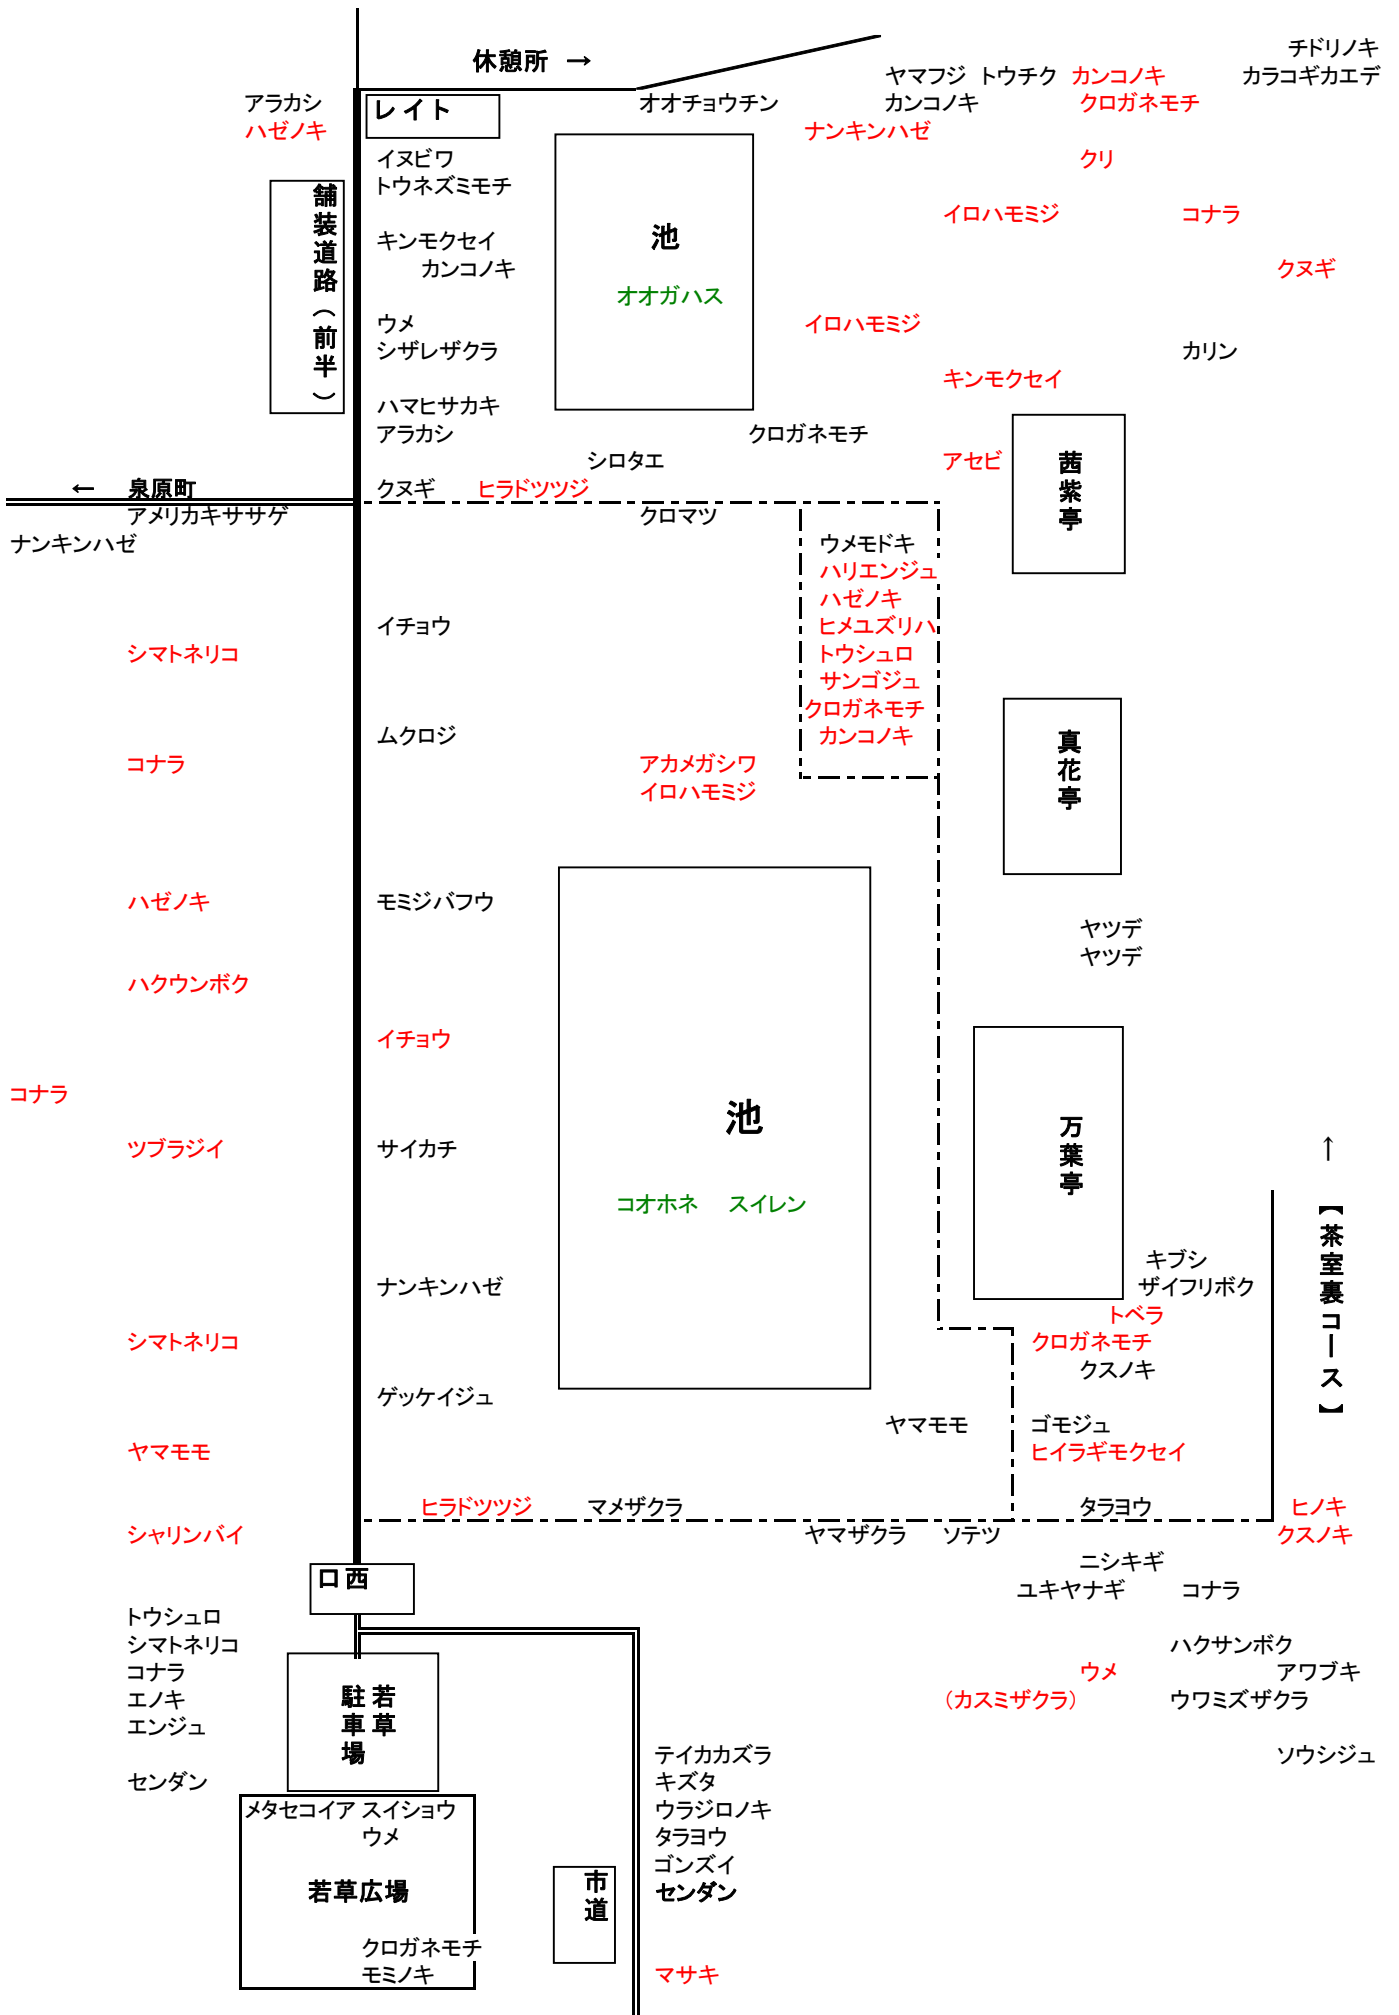 チドリノキ
休憩所 →
ヤマフジ トウチク カンコノキ カラコギカエデ
アラカシ レイト オオチョウチン カンコノキ クロガネモチ
ハゼノキ ナンキンハゼ
イヌビワ クリ
トウネズミモチ
舗装道路(前半)
池
イロハモミジ コナラ
キンモクセイ
カンコノキ クヌギ
オオガハス
ウメ イロハモミジ
シザレザクラ カリン
キンモクセイ
ハマヒサカキ
アラカシ クロガネモチ
シロタエ アセビ
茜紫亭
← 泉原町 クヌギ ヒラドツツジ
アメリカキササゲ クロマツ
ナンキンハゼ ウメモドキ
ハリエンジュ
ハゼノキ
イチョウ ヒメユズリハ
シマトネリコ トウシュロ
サンゴジュ
クロガネモチ
ムクロジ カンコノキ
真花亭
コナラ アカメガシワ
イロハモミジ
ハゼノキ モミジバフウ
ヤツデ
ヤツデ
ハクウンボク
イチョウ
コナラ
池
万葉亭
ツブラジイ サイカチ
↑
【茶室裏コース】
コオホネ スイレン
キブシ
ナンキンハゼ ザイフリボク
トベラ
シマトネリコ クロガネモチ
クスノキ
ゲッケイジュ
ヤマモモ ゴモジュ
ヤマモモ ヒイラギモクセイ
ヒラドツツジ マメザクラ タラヨウ ヒノキ
シャリンバイ ヤマザクラ ソテツ クスノキ
ニシキギ
口西
ユキヤナギ コナラ
トウシュロ
シマトネリコ ハクサンボク
コナラ ウメ アワブキ
エノキ (カスミザクラ) ウワミズザクラ
若草
駐車場
エンジュ
テイカカズラ ソウシジュ
センダン キズタ
メタセコイア スイショウ ウラジロノキ
ウメ タラヨウ
ゴンズイ
若草広場 市道 センダン
クロガネモチ
モミノキ マサキ